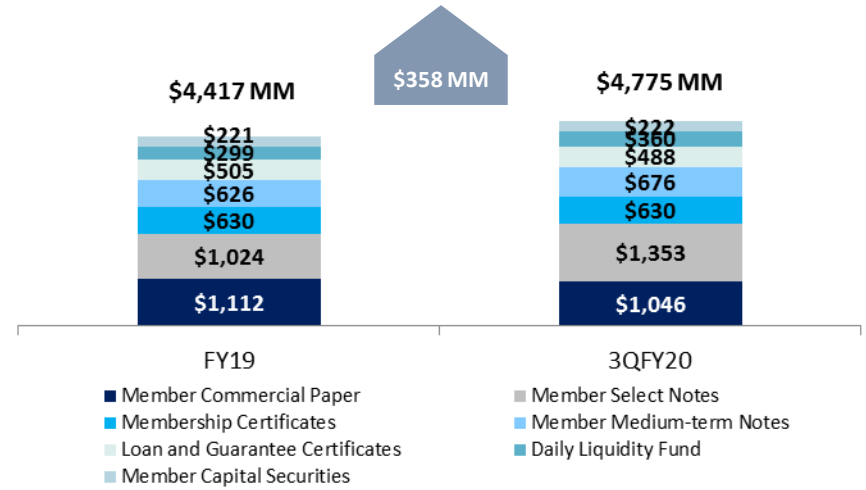 $358 MM
$4,417 MM
$4,775 MM
$221
$299
$505
$626
$630
$1,024
$1,112
$222
$360
$488
$676
$630
$1,353
$1,046
FY19
3QFY20
Member Commercial Paper
Member Select Notes
Membership Certificates
Member Medium-term Notes
Loan and Guarantee Certificates
Daily Liquidity Fund
Member Capital Securities